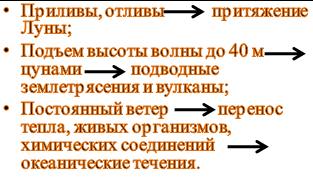 • Приливы, отливы → притяжение
Луны;
• Подъем высоты волны до 40 м →
цунами → подводные
землетрясения и вулканы;
• Постоянный ветер → перенос
тепла, живых организмов,
химических соединений →
океанические течения.